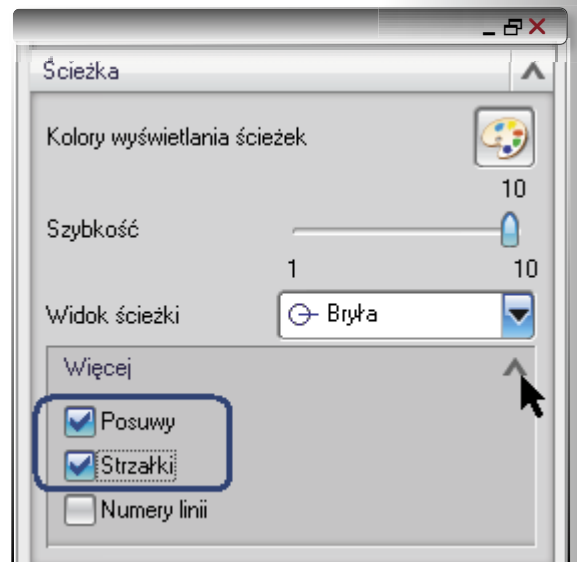 Ścieżka
Kolory wyświetlania ścieżek
10
Szybkość
1 10
Widok ścieżki Bryła
Więcej
Posuwy
Strzałki
Numery linii